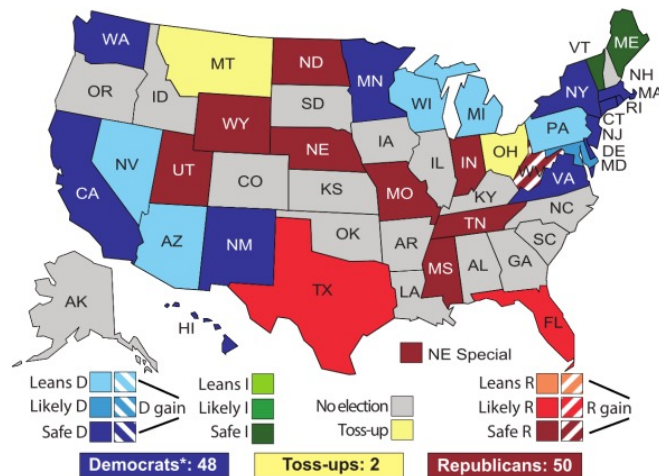 WA
MT
ND
MN
VT
ME
OR
ID
SD
WI
MI
NY
NH
MA
RI
CT
WY
NE
IA
PA
NJ
NV
UT
CO
IL
IN
OH
WV
DE
MD
CA
KS
MO
KY
VA
AZ
NM
OK
AR
TN
NC
SC
MS
AL
GA
TX
LA
AK
HI
FL
NE Special
Leans D
Likely D
Safe D
D gain
Leans I
Likely I
Safe I
No election
Toss-up
Leans R
Likely R
Safe R
R gain
Democrats*: 48
Toss-ups: 2
Republicans: 50